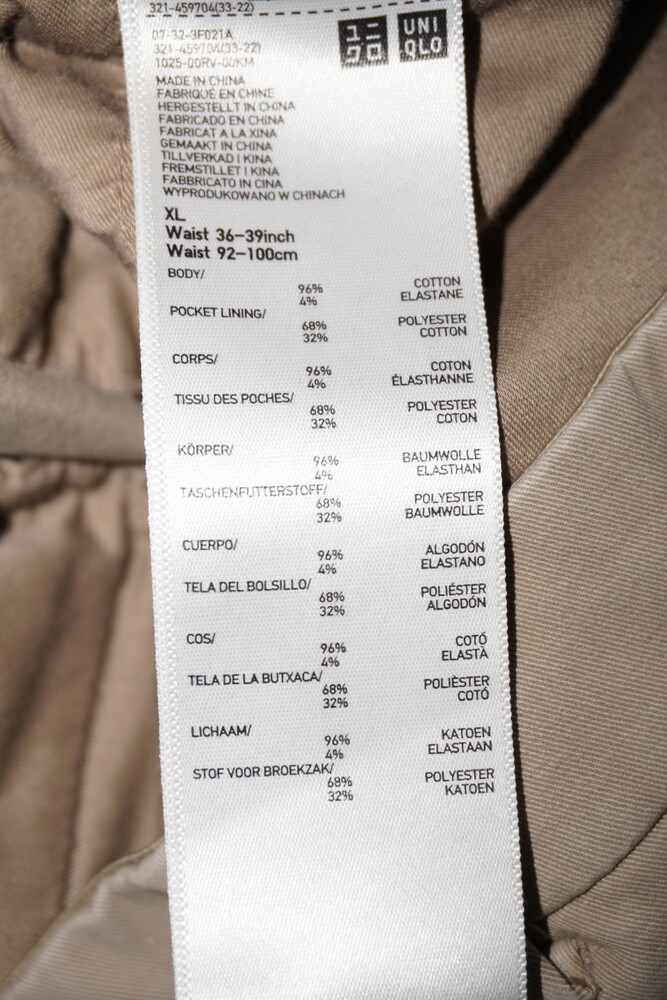 321-459704(33-22)
07-32-3F021A
321-459704(33-22)
1025-00RV-00KM
ユニ
クロ
UNI
QLO
MADE IN CHINA
FABRIQUÉ EN CHINE
HERGESTELLT IN CHINA
FABRICADO EN CHINA
FABRICAT A LA XINA
GEMAAKT IN CHINA
TILLVERKAD I KINA
FREMSTILLET I KINA
FABBRICATO IN CINA
WYPRODUKOWANO W CHINACH
XL
Waist 36–39inch
Waist 92–100cm
BODY/
96% COTTON
4% ELASTANE
POCKET LINING/
68% POLYESTER
32% COTTON
CORPS/
96% COTON
4% ÉLASTHANNE
TISSU DES POCHES/
68% POLYESTER
32% COTON
KÖRPER/
96% BAUMWOLLE
4% ELASTHAN
TASCHENFUTTERSTOFF/
68% POLYESTER
32% BAUMWOLLE
CUERPO/
96% ALGODÓN
4% ELASTANO
TELA DEL BOLSILLO/
68% POLIÉSTER
32% ALGODÓN
COS/
96% COTÓ
4% ELASTÀ
TELA DE LA BUTXACA/
68% POLIÈSTER
32% COTÓ
LICHAAM/
96% KATOEN
4% ELASTAAN
STOF VOOR BROEKZAK/
68% POLYESTER
32% KATOEN